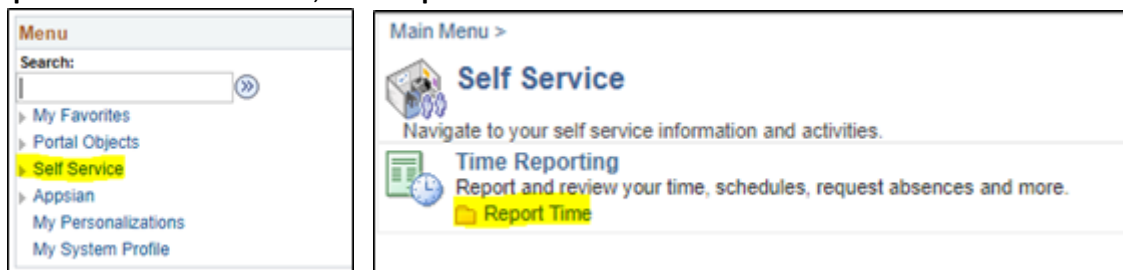 Menu
Search:
My Favorites
Portal Objects
Self Service
Appsian
My Personalizations
My System Profile
Main Menu >
Self Service
Navigate to your self service information and activities.
Time Reporting
Report and review your time, schedules, request absences and more.
Report Time